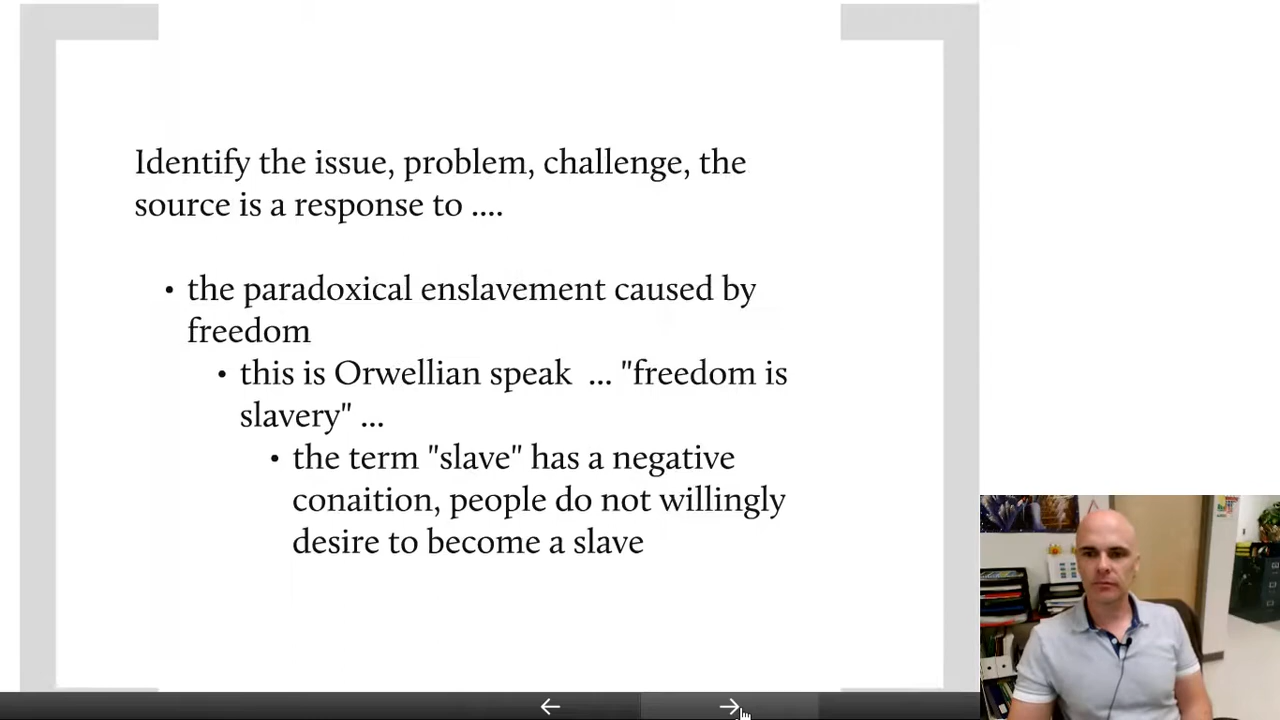 Identify the issue, problem, challenge, the
source is a response to ....
• the paradoxical enslavement caused by
freedom
• this is Orwellian speak ... "freedom is
slavery" ...
• the term "slave" has a negative
conaition, people do not willingly
desire to become a slave